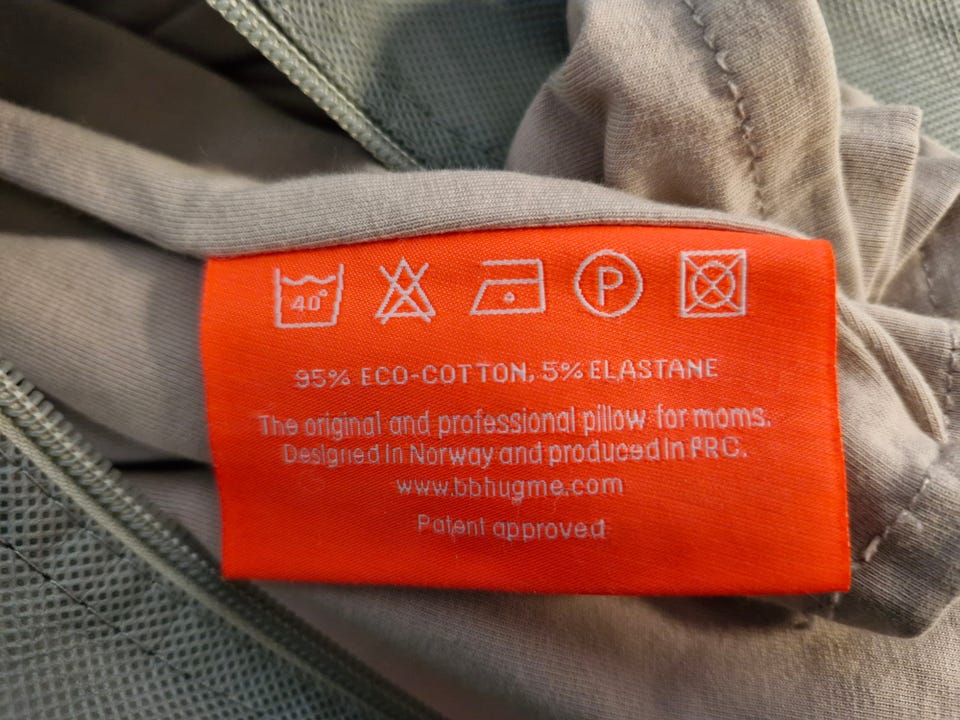 40°
P
95% ECO-COTTON, 5% ELASTANE
The original and professional pillow for moms.
Designed in Norway and produced in PRC.
www.bbhugme.com
Patent approved